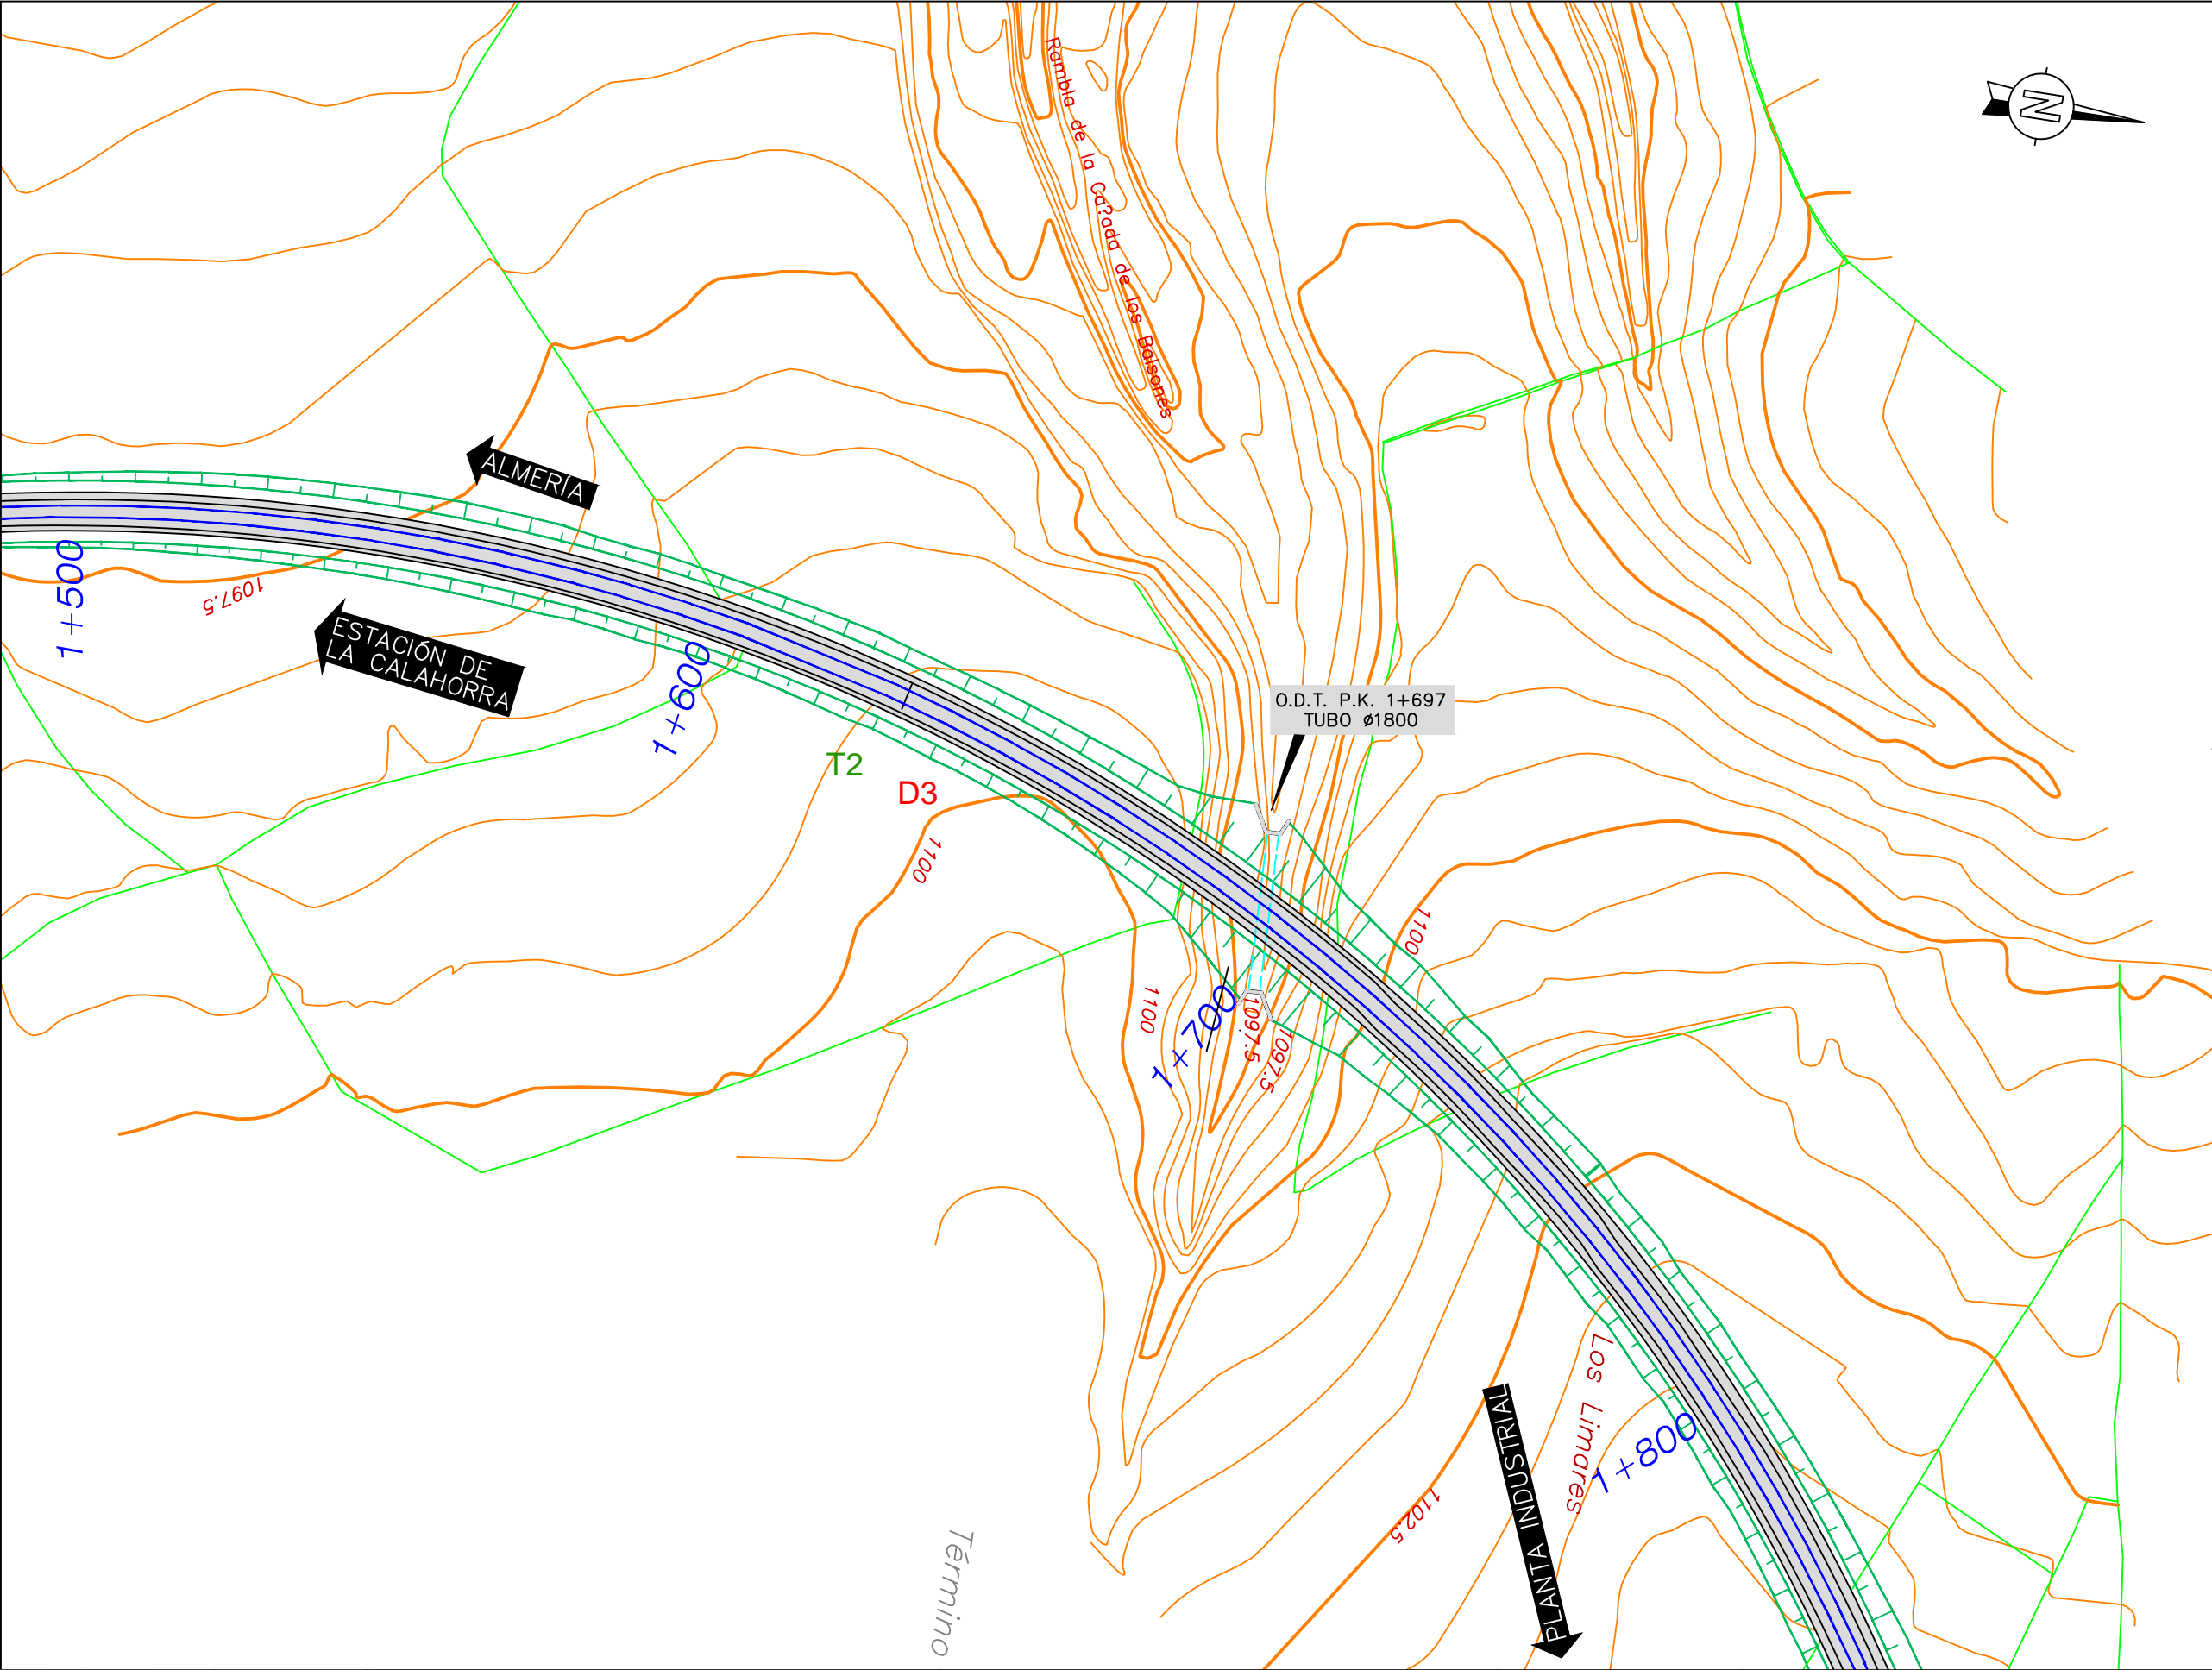 Rambla de la Ca?ada de los Balsones
N
ALMERÍA
1+500
1097.5
ESTACIÓN DE
LA CALAHORRA
1+600
O.D.T. P.K. 1+697
TUBO ø1800
T2
D3
1100
1100
1100
1+700
1097.5
1097.5
Los Limares
PLANTA INDUSTRIAL
1+800
1102.5
Término